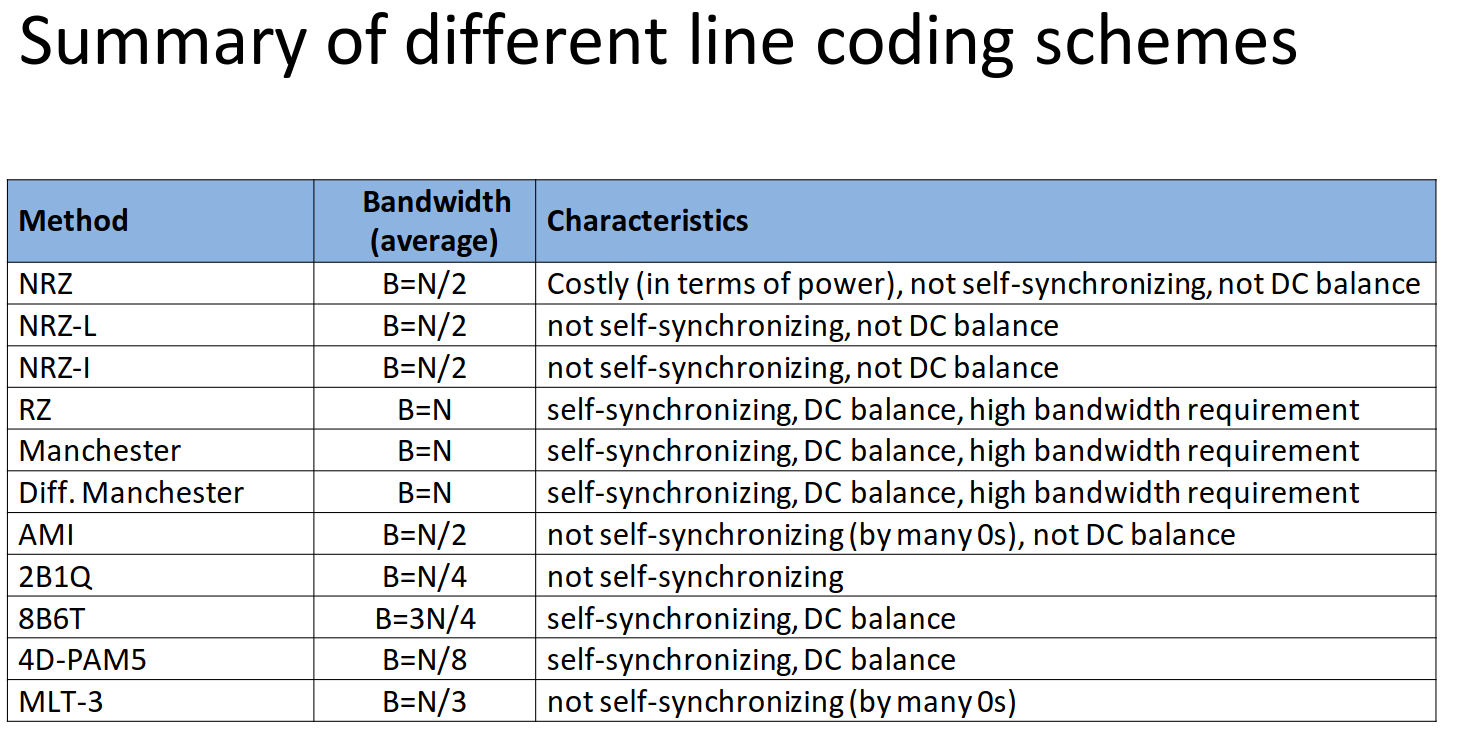 Summary of different line coding schemes
Method Bandwidth (average) Characteristics
NRZ B=N/2 Costly (in terms of power), not self-synchronizing, not DC balance
NRZ-L B=N/2 not self-synchronizing, not DC balance
NRZ-I B=N/2 not self-synchronizing, not DC balance
RZ B=N self-synchronizing, DC balance, high bandwidth requirement
Manchester B=N self-synchronizing, DC balance, high bandwidth requirement
Diff. Manchester B=N self-synchronizing, DC balance, high bandwidth requirement
AMI B=N/2 not self-synchronizing (by many 0s), not DC balance
2B1Q B=N/4 not self-synchronizing
8B6T B=3N/4 self-synchronizing, DC balance
4D-PAM5 B=N/8 self-synchronizing, DC balance
MLT-3 B=N/3 not self-synchronizing (by many 0s)